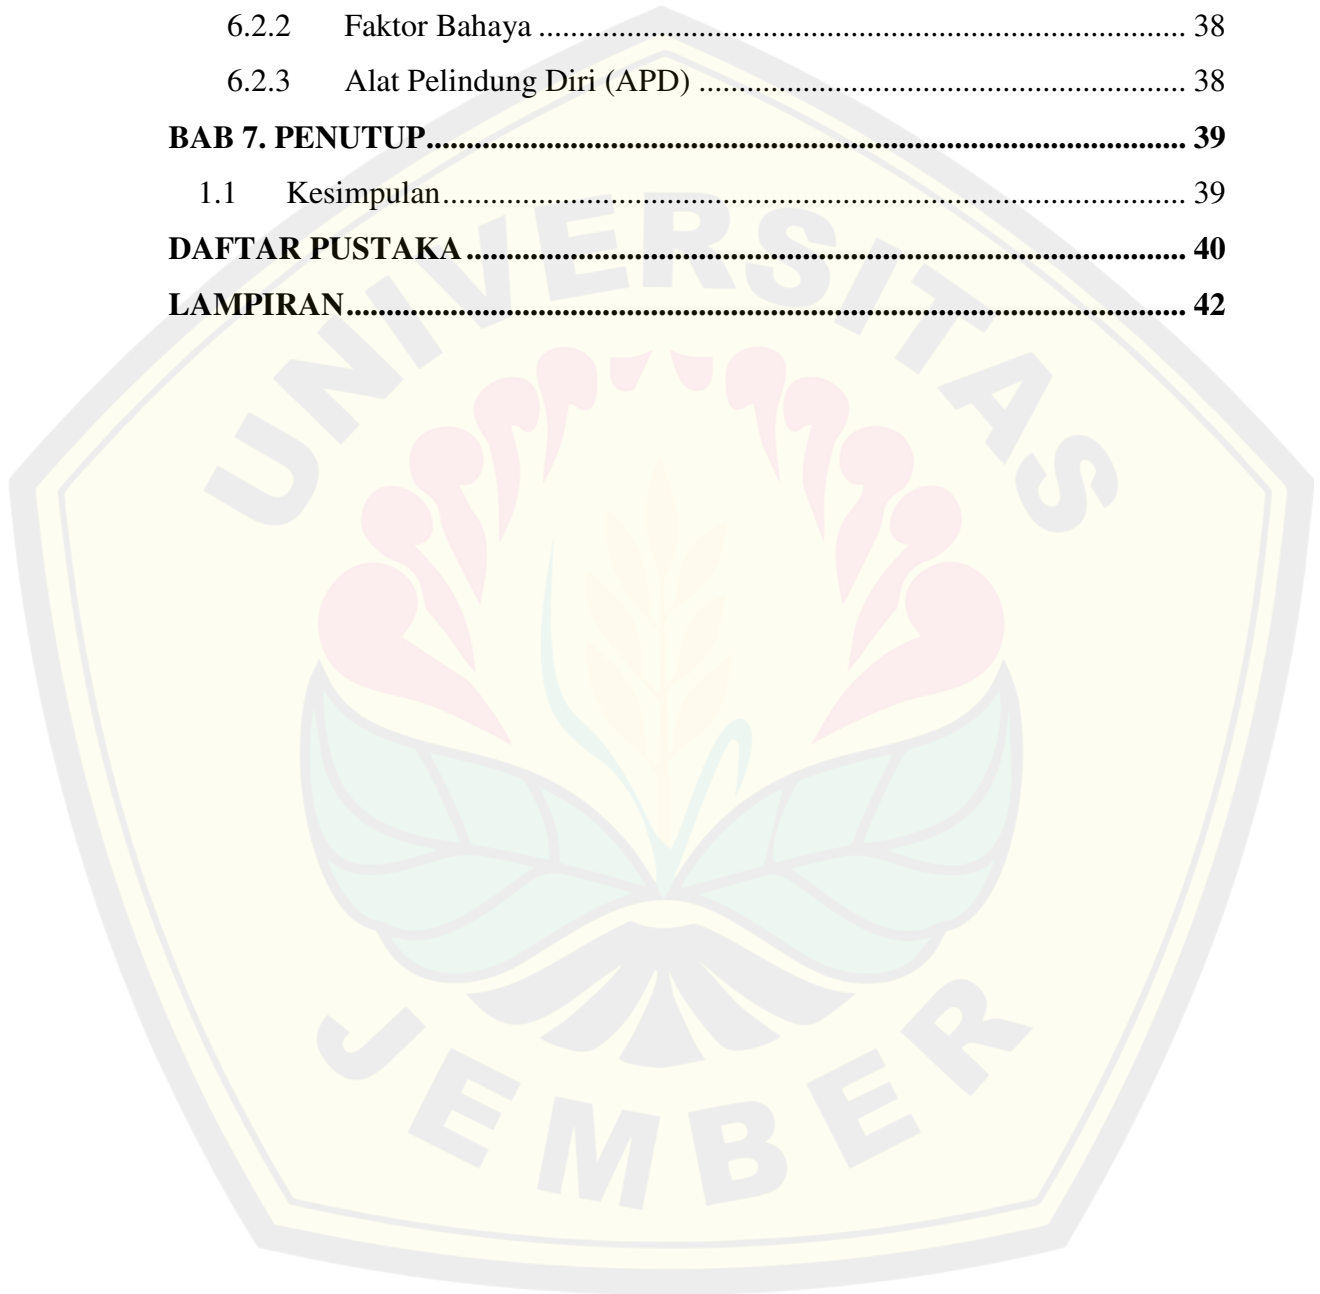 6.2.2 Faktor Bahaya ................................................................................. 38
6.2.3 Alat Pelindung Diri (APD) ............................................................. 38
BAB 7. PENUTUP............................................................................................... 39
1.1 Kesimpulan............................................................................................. 39
DAFTAR PUSTAKA .......................................................................................... 40
LAMPIRAN......................................................................................................... 42
UNIVERSITAS
JEMBER